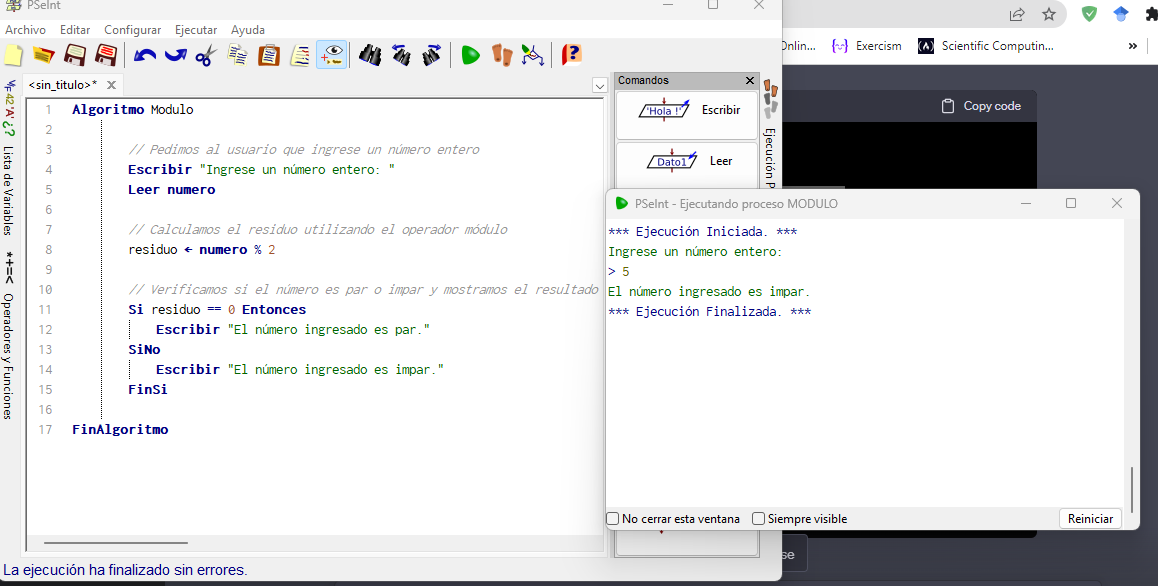 PSeInt
Archivo Editar Configurar Ejecutar Ayuda
<sin_titulo>*
Lista de Variables
Operadores y Funciones
1 Algoritmo Modulo
2
3 // Pedimos al usuario que ingrese un número entero
4 Escribir "Ingrese un número entero: "
5 Leer numero
6
7 // Calculamos el residuo utilizando el operador módulo
8 residuo ← numero % 2
9
10 // Verificamos si el número es par o impar y mostramos el resultado
11 Si residuo == 0 Entonces
12 Escribir "El número ingresado es par."
13 SiNo
14 Escribir "El número ingresado es impar."
15 FinSi
16
17 FinAlgoritmo
La ejecución ha finalizado sin errores.
Comandos
'Hola !' Escribir
Dato1 Leer
Ejecución P
Exercism
Scientific Computin...
Copy code
PSeInt - Ejecutando proceso MODULO
*** Ejecución Iniciada. ***
Ingrese un número entero:
> 5
El número ingresado es impar.
*** Ejecución Finalizada. ***
No cerrar esta ventana Siempre visible Reiniciar